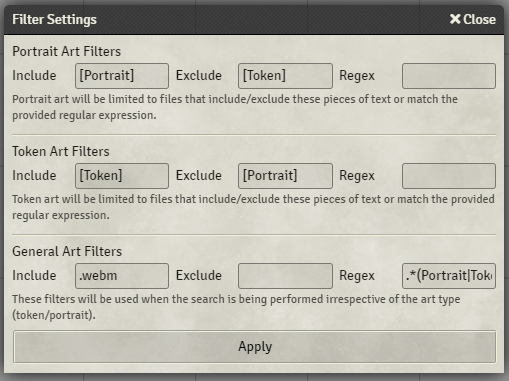 Filter Settings Close
Portrait Art Filters
Include [Portrait] Exclude [Token] Regex
Portrait art will be limited to files that include/exclude these pieces of text or match the
provided regular expression.
Token Art Filters
Include [Token] Exclude [Portrait] Regex
Token art will be limited to files that include/exclude these pieces of text or match the provided
regular expression.
General Art Filters
Include .webm Exclude Regex .*(Portrait|Tok
These filters will be used when the search is being performed irrespective of the art type
(token/portrait).
Apply